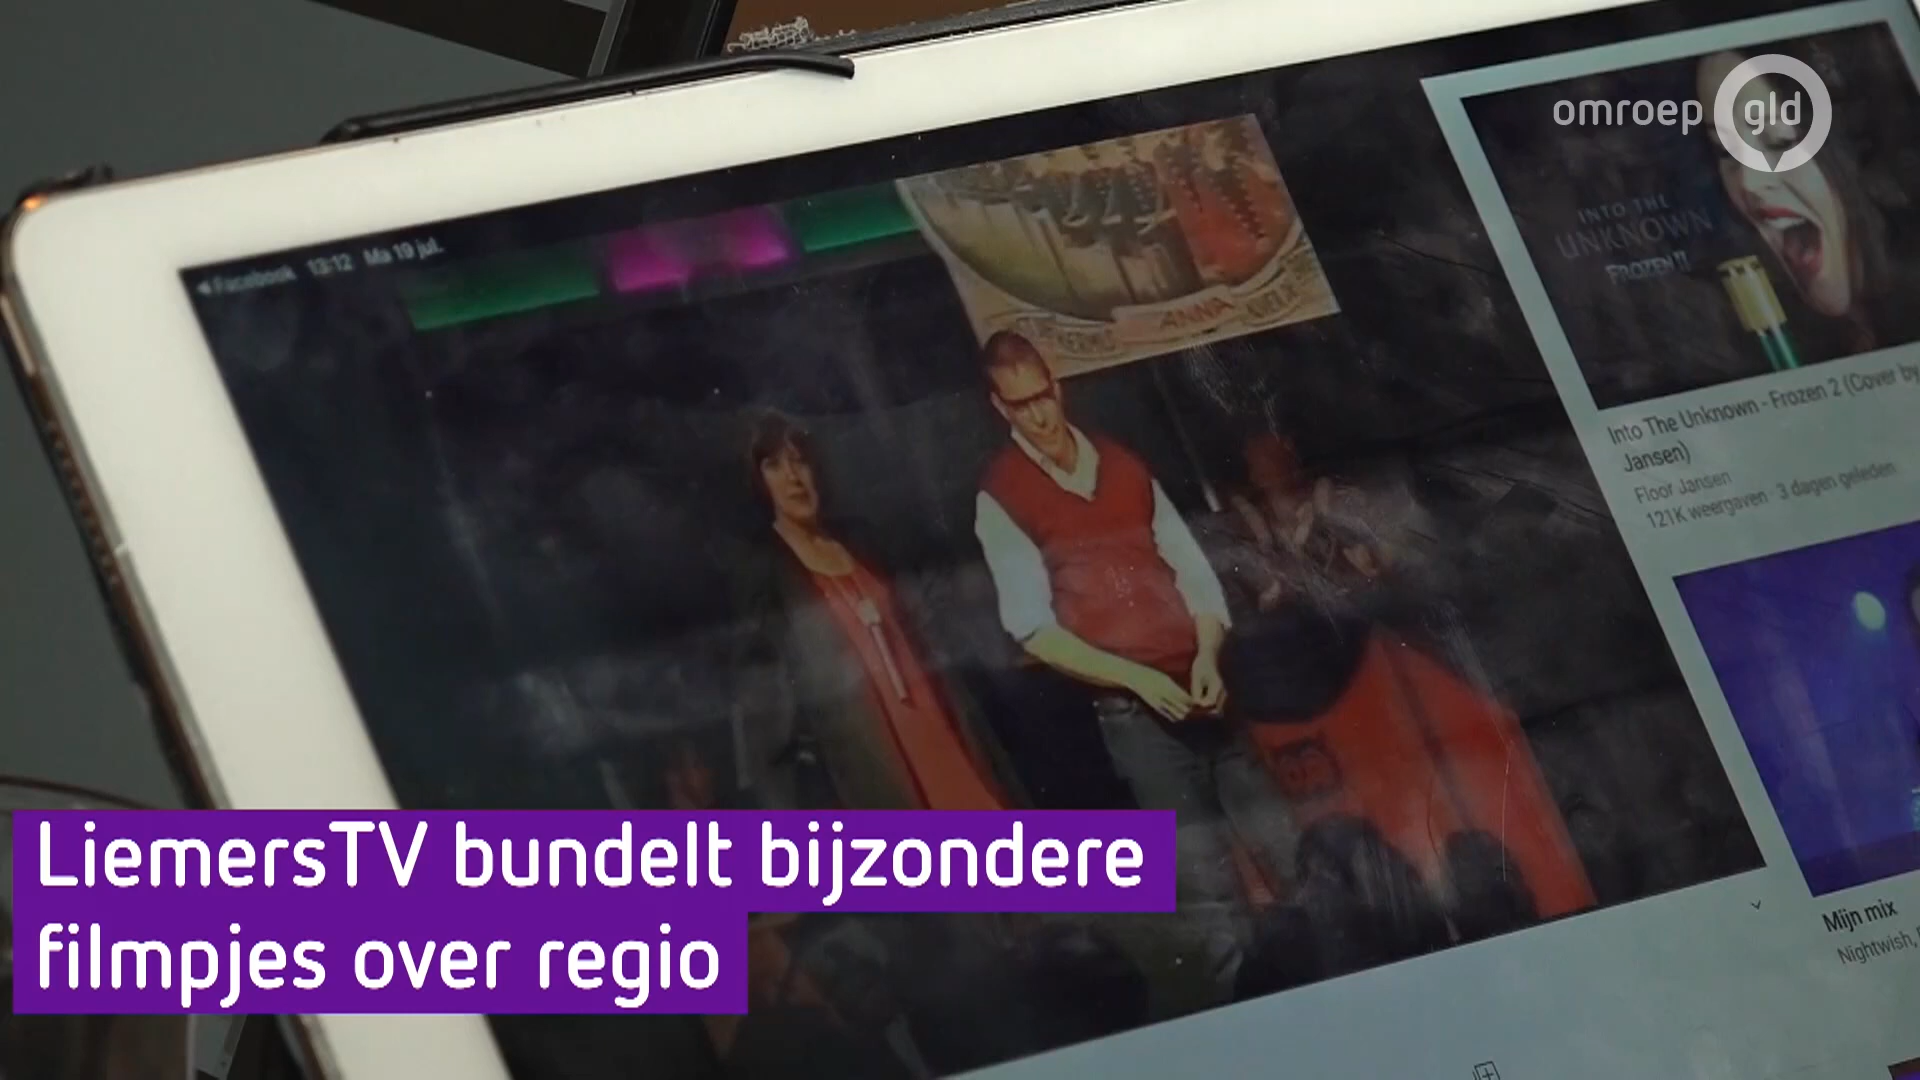 omroep gld
Facebook 13:12 Ma 19 jul.
ANNA
INTO THE
UNKNOWN
FROZEN II
Into The Unknown - Frozen 2 (Cover by
Jansen)
Floor Jansen
121K weergaven · 3 dagen geleden
Mijn mix
Nightwish,
LiemersTV bundelt bijzondere
filmpjes over regio